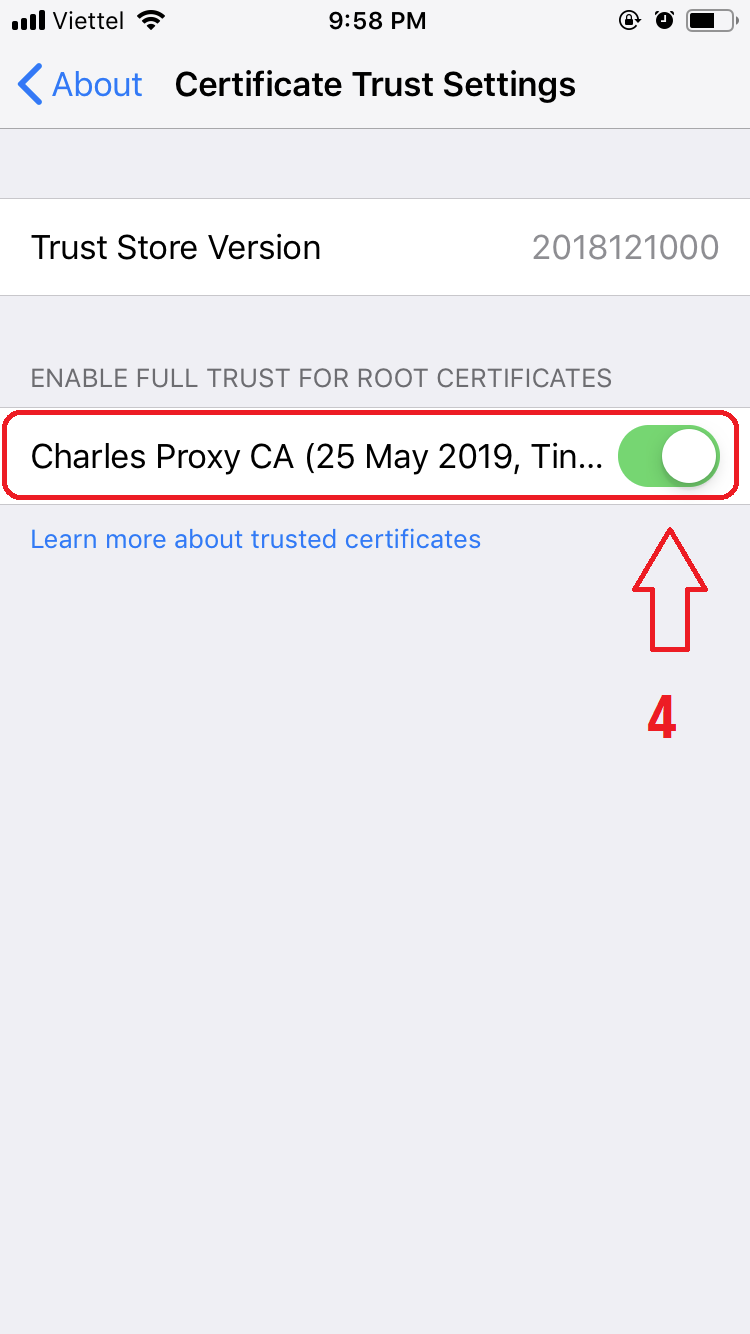 Viettel 9:58 PM
About Certificate Trust Settings
Trust Store Version 2018121000
ENABLE FULL TRUST FOR ROOT CERTIFICATES
Charles Proxy CA (25 May 2019, Tin...
Learn more about trusted certificates
4